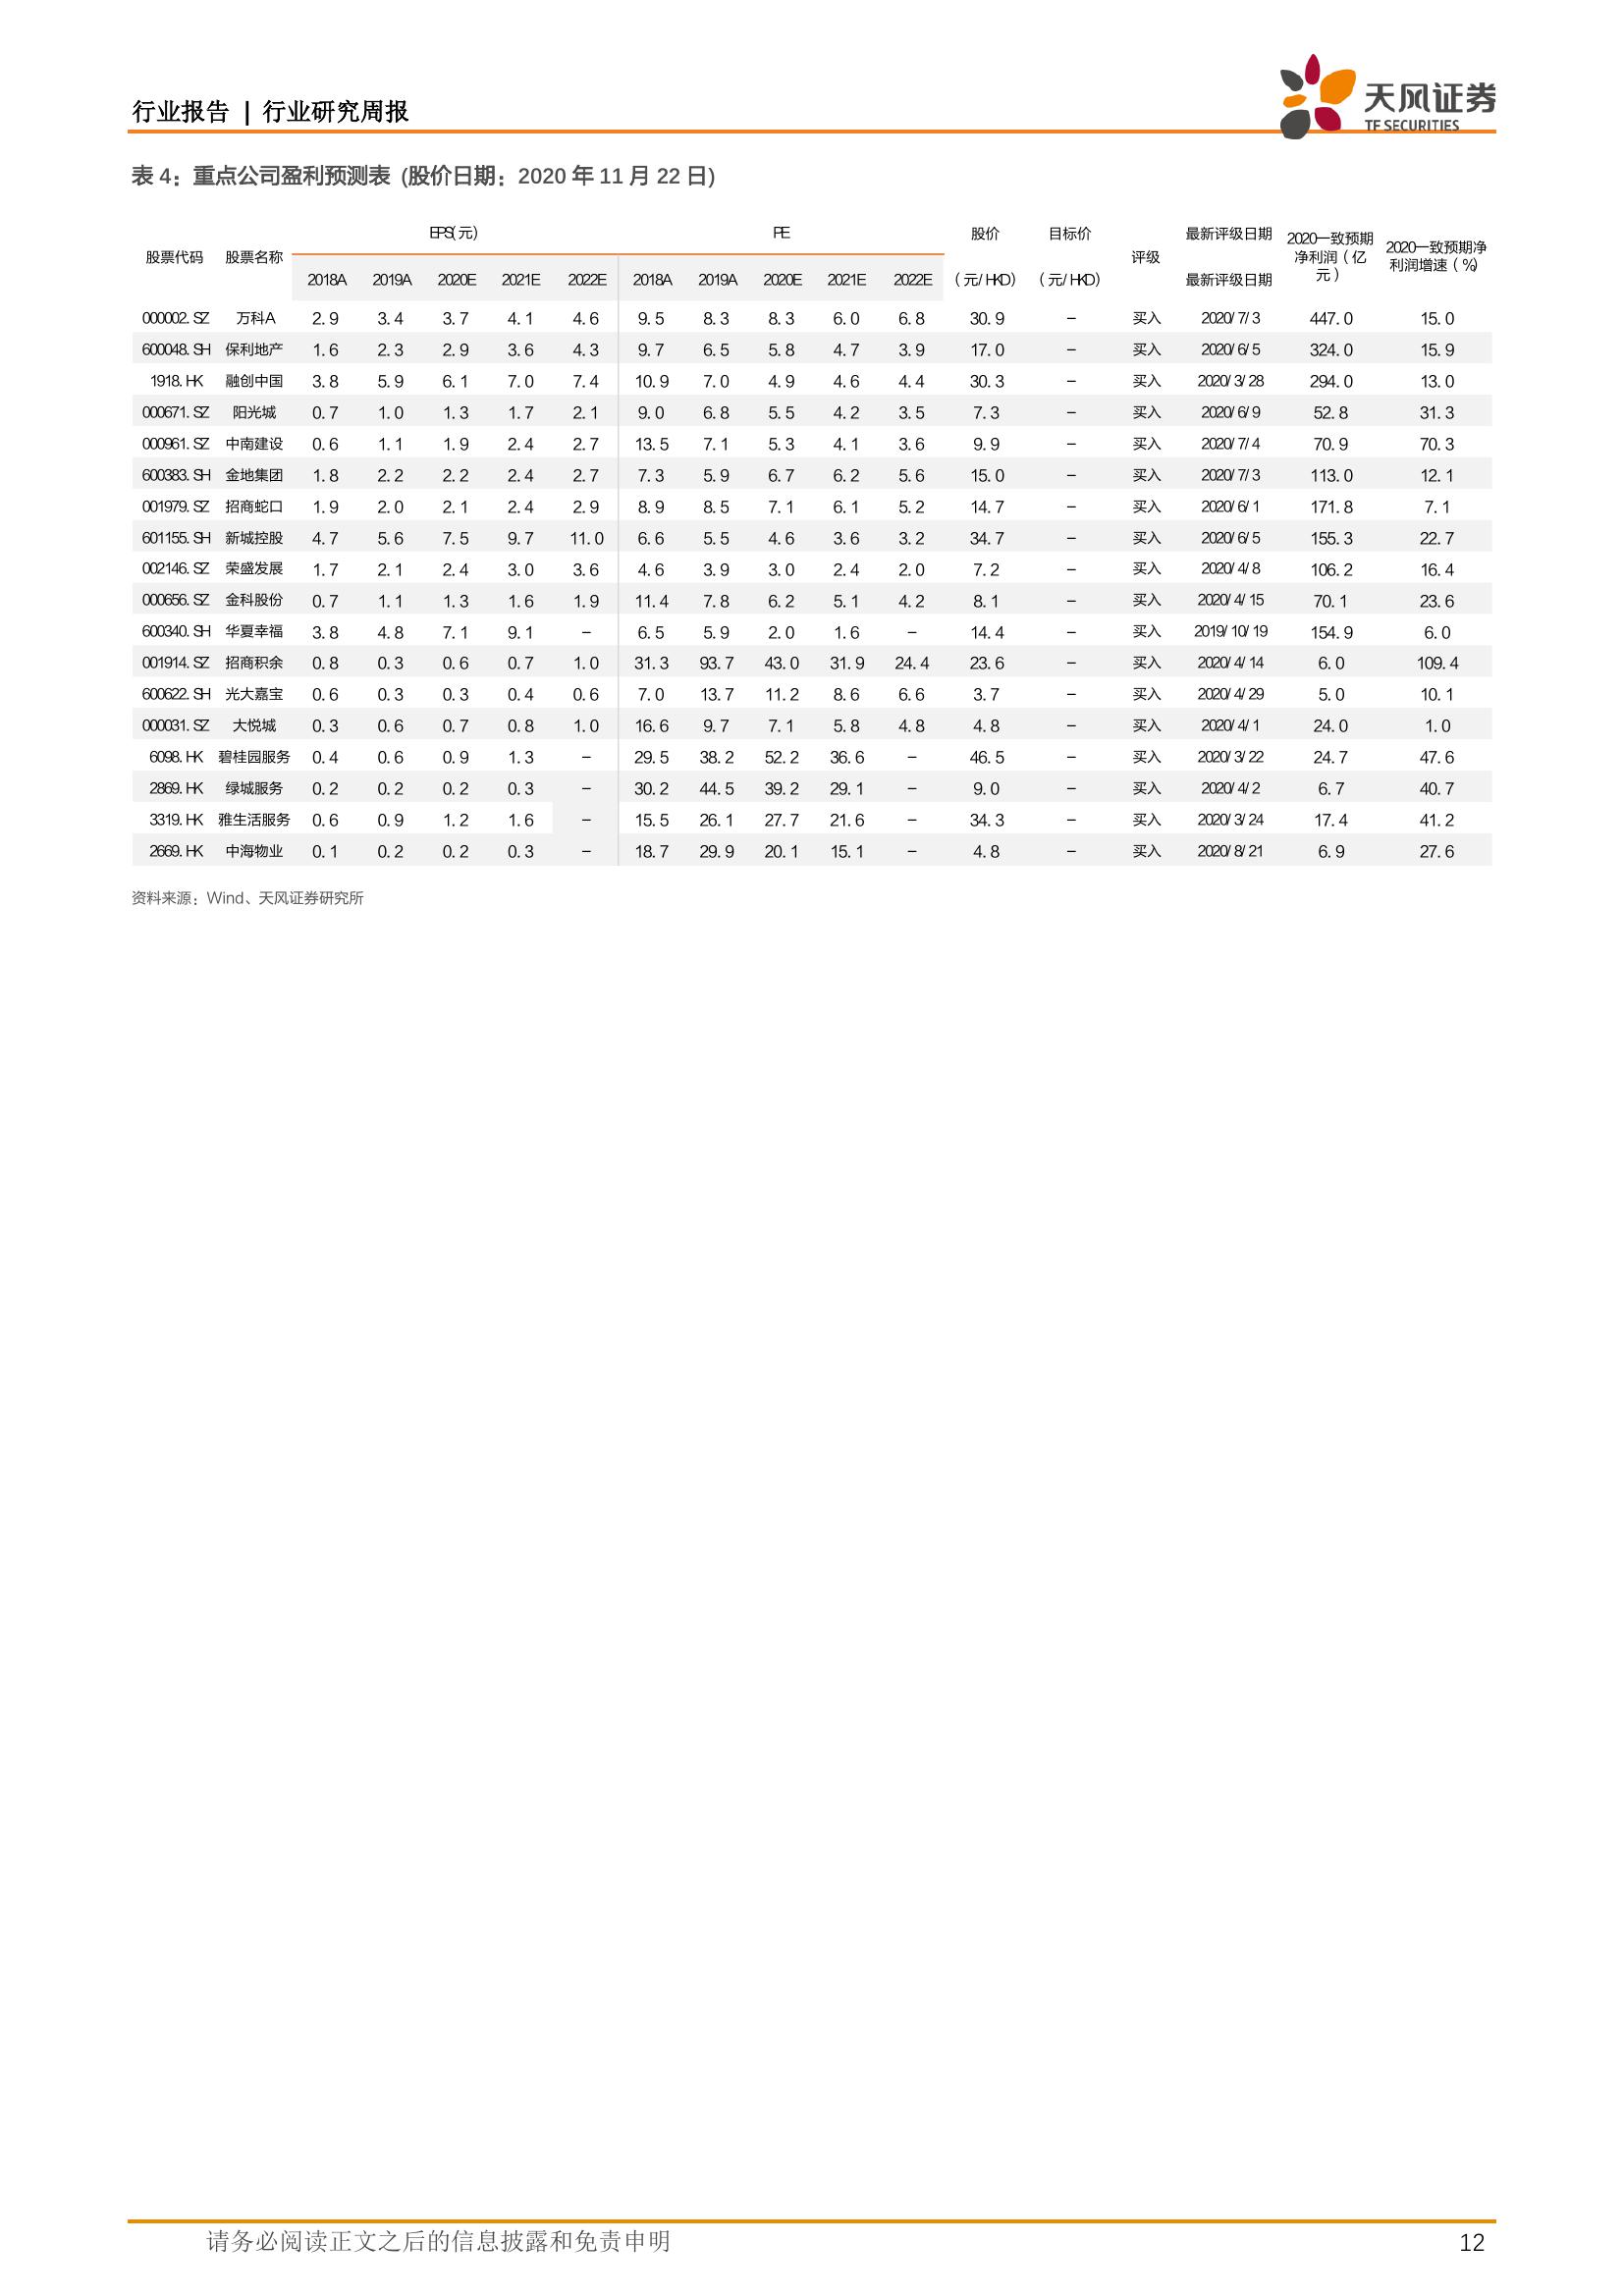 行业报告 | 行业研究周报
天风证券
TF SECURITIES
表 4：重点公司盈利预测表 (股价日期：2020 年 11 月 22 日)
股票代码 股票名称 EPS(元) PE 股价 目标价 评级 最新评级日期 2020一致预期净利润（亿元） 2020一致预期净利润增速（%)
2018A 2019A 2020E 2021E 2022E 2018A 2019A 2020E 2021E 2022E （元/HKD） （元/HKD） 最新评级日期
000002.SZ 万科A 2.9 3.4 3.7 4.1 4.6 9.5 8.3 8.3 6.0 6.8 30.9 - 买入 2020/7/3 447.0 15.0
600048.SH 保利地产 1.6 2.3 2.9 3.6 4.3 9.7 6.5 5.8 4.7 3.9 17.0 - 买入 2020/6/5 324.0 15.9
1918.HK 融创中国 3.8 5.9 6.1 7.0 7.4 10.9 7.0 4.9 4.6 4.4 30.3 - 买入 2020/3/28 294.0 13.0
000671.SZ 阳光城 0.7 1.0 1.3 1.7 2.1 9.0 6.8 5.5 4.2 3.5 7.3 - 买入 2020/6/9 52.8 31.3
000961.SZ 中南建设 0.6 1.1 1.9 2.4 2.7 13.5 7.1 5.3 4.1 3.6 9.9 - 买入 2020/7/4 70.9 70.3
600383.SH 金地集团 1.8 2.2 2.2 2.4 2.7 7.3 5.9 6.7 6.2 5.6 15.0 - 买入 2020/7/3 113.0 12.1
001979.SZ 招商蛇口 1.9 2.0 2.1 2.4 2.9 8.9 8.5 7.1 6.1 5.2 14.7 - 买入 2020/6/1 171.8 7.1
601155.SH 新城控股 4.7 5.6 7.5 9.7 11.0 6.6 5.5 4.6 3.6 3.2 34.7 - 买入 2020/6/5 155.3 22.7
002146.SZ 荣盛发展 1.7 2.1 2.4 3.0 3.6 4.6 3.9 3.0 2.4 2.0 7.2 - 买入 2020/4/8 106.2 16.4
000656.SZ 金科股份 0.7 1.1 1.3 1.6 1.9 11.4 7.8 6.2 5.1 4.2 8.1 - 买入 2020/4/15 70.1 23.6
600340.SH 华夏幸福 3.8 4.8 7.1 9.1 - 6.5 5.9 2.0 1.6 - 14.4 - 买入 2019/10/19 154.9 6.0
001914.SZ 招商积余 0.8 0.3 0.6 0.7 1.0 31.3 93.7 43.0 31.9 24.4 23.6 - 买入 2020/4/14 6.0 109.4
600622.SH 光大嘉宝 0.6 0.3 0.3 0.4 0.6 7.0 13.7 11.2 8.6 6.6 3.7 - 买入 2020/4/29 5.0 10.1
000031.SZ 大悦城 0.3 0.6 0.7 0.8 1.0 16.6 9.7 7.1 5.8 4.8 4.8 - 买入 2020/4/1 24.0 1.0
6098.HK 碧桂园服务 0.4 0.6 0.9 1.3 - 29.5 38.2 52.2 36.6 - 46.5 - 买入 2020/3/22 24.7 47.6
2869.HK 绿城服务 0.2 0.2 0.2 0.3 - 30.2 44.5 39.2 29.1 - 9.0 - 买入 2020/4/2 6.7 40.7
3319.HK 雅生活服务 0.6 0.9 1.2 1.6 - 15.5 26.1 27.7 21.6 - 34.3 - 买入 2020/3/24 17.4 41.2
2669.HK 中海物业 0.1 0.2 0.2 0.3 - 18.7 29.9 20.1 15.1 - 4.8 - 买入 2020/8/21 6.9 27.6
资料来源：Wind、天风证券研究所
请务必阅读正文之后的信息披露和免责申明 12